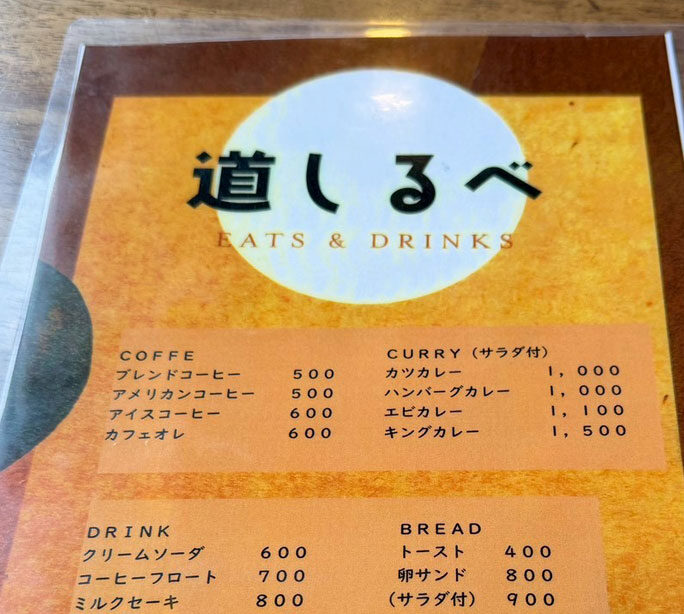 道しるべ
EATS & DRINKS
COFFE
ブレンドコーヒー 500
アメリカンコーヒー 500
アイスコーヒー 600
カフェオレ 600
CURRY（サラダ付）
カツカレー 1，000
ハンバーグカレー 1，000
エビカレー 1，100
キングカレー 1，500
DRINK
クリームソーダ 600
コーヒーフロート 700
ミルクセーキ 800
BREAD
トースト 400
卵サンド 800
（サラダ付） 900